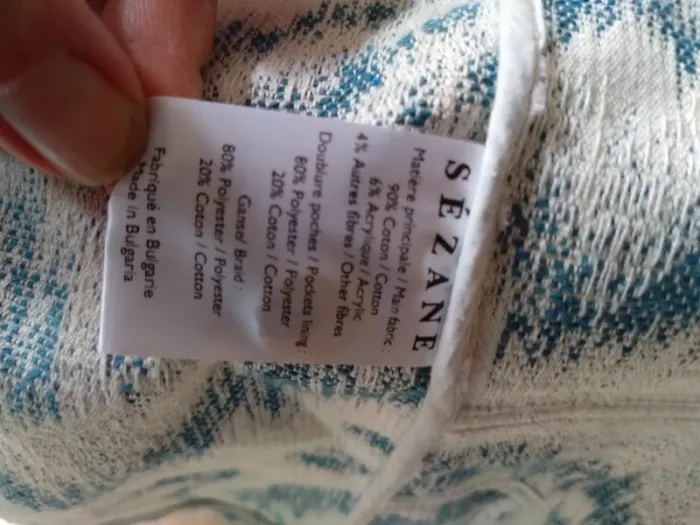 SÉZANE
Matière principale / Main fabric :
90% Coton / Cotton
6% Acrylique / Acrylic
4% Autres fibres / Other fibres
Doublure poches / Pockets lining :
80% Polyester / Polyester
20% Coton / Cotton
Ganse/ Braid :
80% Polyester / Polyester
20% Coton / Cotton
Fabriqué en Bulgarie
Made in Bulgaria